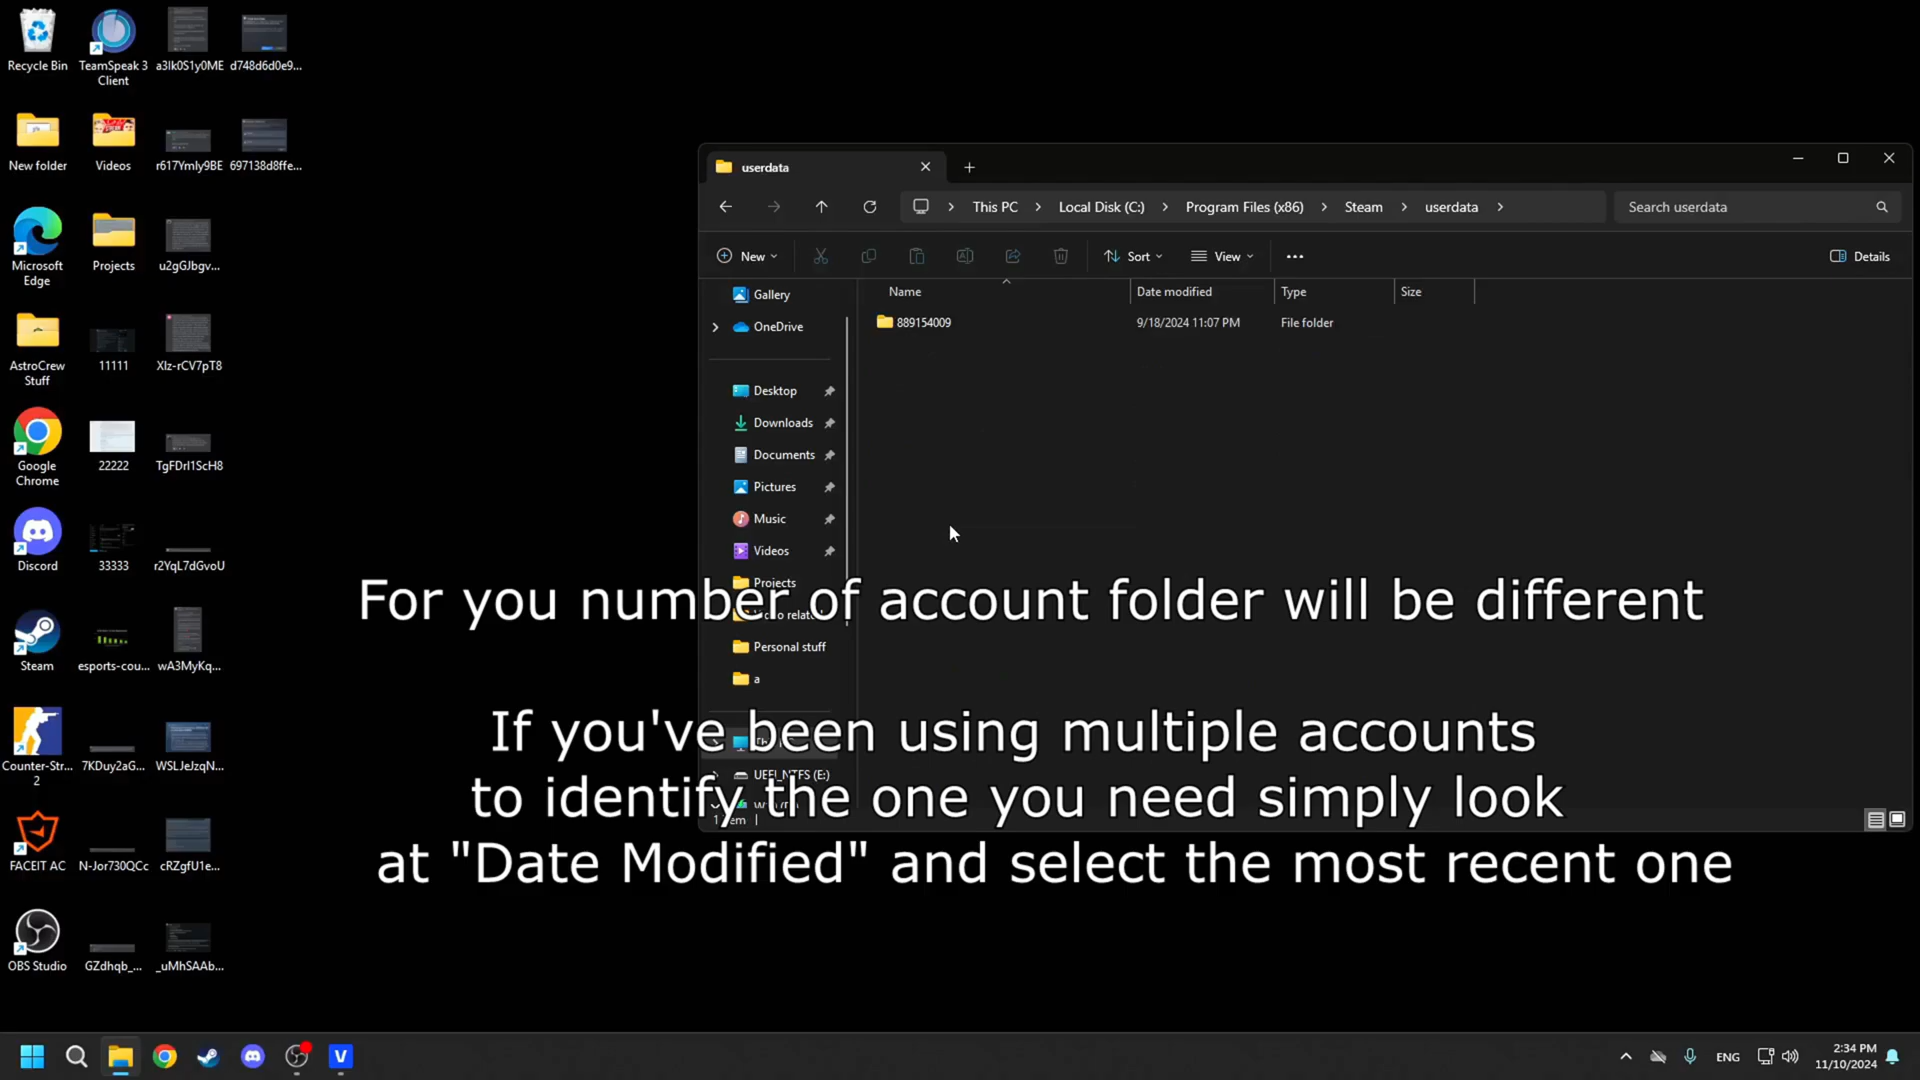 Recycle Bin
TeamSpeak 3
Client
a3lk0S1y0ME
d748d6d0e9...
New folder
Videos
r617Ymly9BE
697138d8ffe...
Microsoft
Edge
Projects
u2gGJbgv...
AstroCrew
Stuff
11111
XIz-rCV7pT8
Google
Chrome
22222
TgFDrI1ScH8
Discord
33333
r2YqL7dGvoU
Steam
esports-cou...
wA3MyKq...
Counter-Str...
2
7KDuy2aG...
WSLJeJzqN...
FACEIT AC
N-Jor730QCc
cRZgfU1e...
OBS Studio
GZdhqb_...
_uMhSAAb...
userdata
This PC
Local Disk (C:)
Program Files (x86)
Steam
userdata
Search userdata
New
Sort
View
Details
Name
Date modified
Type
Size
889154009
9/18/2024 11:07 PM
File folder
Gallery
OneDrive
Desktop
Downloads
Documents
Pictures
Music
Videos
Projects
Personal stuff
a
UEFI_NTFS (E:)
For you number of account folder will be different
If you've been using multiple accounts
to identify the one you need simply look
at "Date Modified" and select the most recent one
V
ENG
2:34 PM
11/10/2024